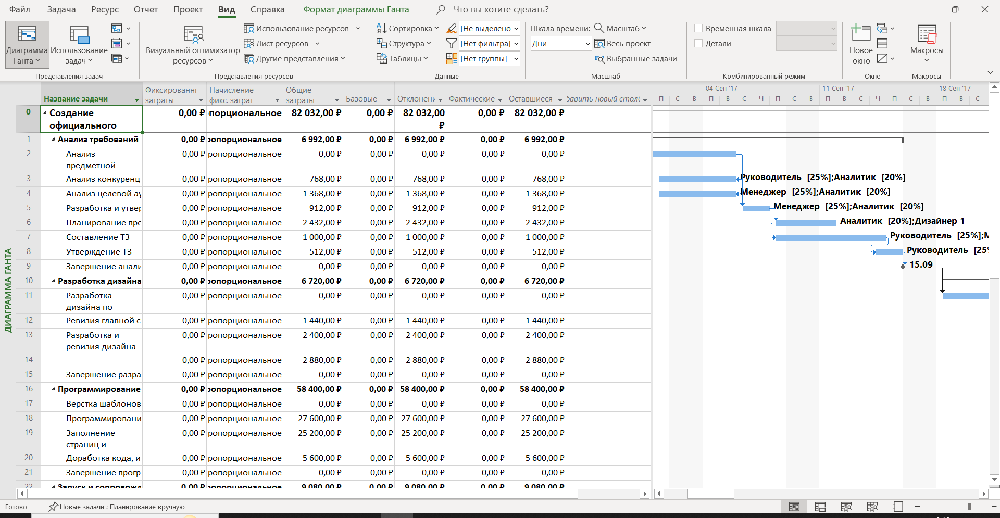 Файл Задача Ресурс Отчет Проект Вид Справка Формат диаграммы Ганта Что вы хотите сделать?
Диаграмма Ганта
Использование задач
Представления задач
Визуальный оптимизатор ресурсов
Использование ресурсов
Лист ресурсов
Другие представления
Представления ресурсов
Сортировка
Структура
Таблицы
[Не выделено
[Нет фильтра]
[Нет группы]
Данные
Шкала времени:
Дни
Масштаб
Весь проект
Выбранные задачи
Масштаб
Временная шкала
Детали
Комбинированный режим
Новое окно
Окно
Макросы
Макросы
ДИАГРАММА ГАНТА
Название задачи Фиксированн затраты Начисление фикс. затрат Общие затраты Базовые Отклонени Фактические Оставшиеся бавить новый столб
0 Создание официального 0,00 ₽ опорциональное 82 032,00 ₽ 0,00 ₽ 82 032,00 ₽ 0,00 ₽ 82 032,00 ₽
1 Анализ требований 0,00 ₽ ропорциональное 6 992,00 ₽ 0,00 ₽ 6 992,00 ₽ 0,00 ₽ 6 992,00 ₽
2 Анализ предметной 0,00 ₽ ропорциональное 0,00 ₽ 0,00 ₽ 0,00 ₽ 0,00 ₽ 0,00 ₽
3 Анализ конкуренц 0,00 ₽ ропорциональное 768,00 ₽ 0,00 ₽ 768,00 ₽ 0,00 ₽ 768,00 ₽
4 Анализ целевой ау 0,00 ₽ ропорциональное 1 368,00 ₽ 0,00 ₽ 1 368,00 ₽ 0,00 ₽ 1 368,00 ₽
5 Разработка и утвер 0,00 ₽ ропорциональное 912,00 ₽ 0,00 ₽ 912,00 ₽ 0,00 ₽ 912,00 ₽
6 Планирование про 0,00 ₽ ропорциональное 2 432,00 ₽ 0,00 ₽ 2 432,00 ₽ 0,00 ₽ 2 432,00 ₽
7 Составление ТЗ 0,00 ₽ ропорциональное 1 000,00 ₽ 0,00 ₽ 1 000,00 ₽ 0,00 ₽ 1 000,00 ₽
8 Утверждение ТЗ 0,00 ₽ ропорциональное 512,00 ₽ 0,00 ₽ 512,00 ₽ 0,00 ₽ 512,00 ₽
9 Завершение анали 0,00 ₽ ропорциональное 0,00 ₽ 0,00 ₽ 0,00 ₽ 0,00 ₽ 0,00 ₽
10 Разработка дизайна 0,00 ₽ ропорциональное 6 720,00 ₽ 0,00 ₽ 6 720,00 ₽ 0,00 ₽ 6 720,00 ₽
11 Разработка дизайна по 0,00 ₽ ропорциональное 0,00 ₽ 0,00 ₽ 0,00 ₽ 0,00 ₽ 0,00 ₽
12 Ревизия главной ст 0,00 ₽ ропорциональное 1 440,00 ₽ 0,00 ₽ 1 440,00 ₽ 0,00 ₽ 1 440,00 ₽
13 Разработка и ревизия дизайна 0,00 ₽ ропорциональное 2 400,00 ₽ 0,00 ₽ 2 400,00 ₽ 0,00 ₽ 2 400,00 ₽
14 0,00 ₽ ропорциональное 2 880,00 ₽ 0,00 ₽ 2 880,00 ₽ 0,00 ₽ 2 880,00 ₽
15 Завершение разра 0,00 ₽ ропорциональное 0,00 ₽ 0,00 ₽ 0,00 ₽ 0,00 ₽ 0,00 ₽
16 Программирование 0,00 ₽ ропорциональное 58 400,00 ₽ 0,00 ₽ 58 400,00 ₽ 0,00 ₽ 58 400,00 ₽
17 Верстка шаблонов 0,00 ₽ ропорциональное 0,00 ₽ 0,00 ₽ 0,00 ₽ 0,00 ₽ 0,00 ₽
18 Программировани 0,00 ₽ ропорциональное 27 600,00 ₽ 0,00 ₽ 27 600,00 ₽ 0,00 ₽ 27 600,00 ₽
19 Заполнение страниц и 0,00 ₽ ропорциональное 25 200,00 ₽ 0,00 ₽ 25 200,00 ₽ 0,00 ₽ 25 200,00 ₽
20 Доработка кода, и 0,00 ₽ ропорциональное 5 600,00 ₽ 0,00 ₽ 5 600,00 ₽ 0,00 ₽ 5 600,00 ₽
21 Завершение прогр 0,00 ₽ ропорциональное 0,00 ₽ 0,00 ₽ 0,00 ₽ 0,00 ₽ 0,00 ₽
22 Запуск и сопровожд 0,00 ₽ ропорциональное 9 080,00 ₽ 0,00 ₽ 9 080,00 ₽ 0,00 ₽ 9 080,00 ₽
04 Сен '17 11 Сен '17 18 Сен '17
П С В П В С Ч П С В П В С Ч П С В П В С
Руководитель [25%];Аналитик [20%]
Менеджер [25%];Аналитик [20%]
Менеджер [25%];Аналитик [20%]
Аналитик [20%];Дизайнер 1
Руководитель [25%];М
Руководитель [25%
15.09
Готово Новые задачи : Планирование вручную